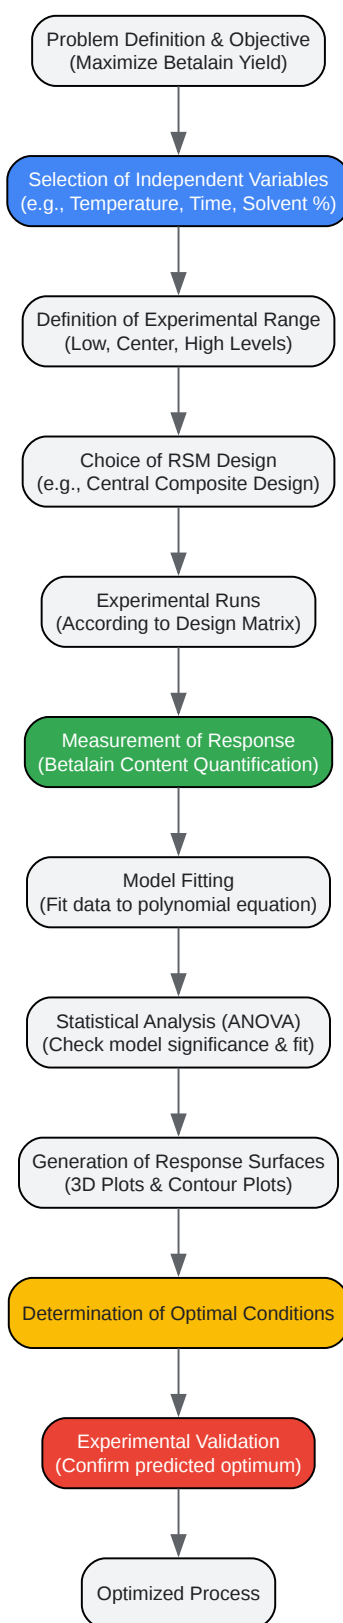 Problem Definition & Objective
(Maximize Betalain Yield)
Selection of Independent Variables
(e.g., Temperature, Time, Solvent %)
Definition of Experimental Range
(Low, Center, High Levels)
Choice of RSM Design
(e.g., Central Composite Design)
Experimental Runs
(According to Design Matrix)
Measurement of Response
(Betalain Content Quantification)
Model Fitting
(Fit data to polynomial equation)
Statistical Analysis (ANOVA)
(Check model significance & fit)
Generation of Response Surfaces
(3D Plots & Contour Plots)
Determination of Optimal Conditions
Experimental Validation
(Confirm predicted optimum)
Optimized Process